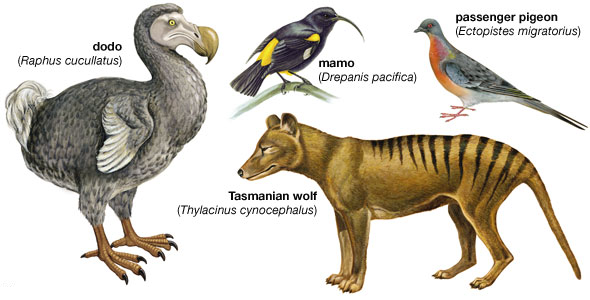 dodo
(Raphus cucullatus)
mamo
(Drepanis pacifica)
passenger pigeon
(Ectopistes migratorius)
Tasmanian wolf
(Thylacinus cynocephalus)